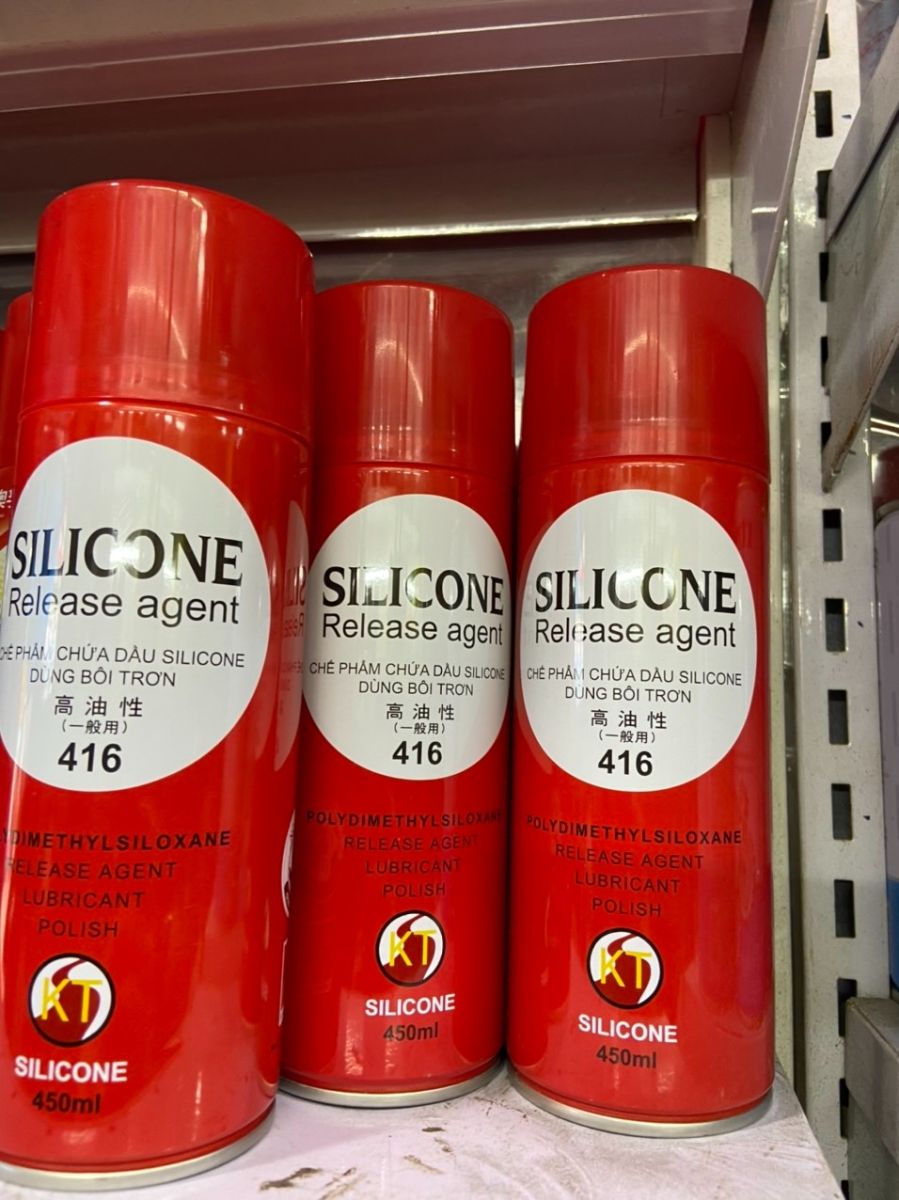 SILICONE
Release agent
CHẾ PHẨM CHỨA DẦU SILICONE
DÙNG BÔI TRƠN
高油性
(一般用)
416
POLYDIMETHYLSILOXANE
RELEASE AGENT
LUBRICANT
POLISH
KT
SILICONE
450ml
SILICONE
Release agent
CHẾ PHẨM CHỨA DẦU SILICONE
DÙNG BÔI TRƠN
高油性
(一般用)
416
POLYDIMETHYLSILOXANE
RELEASE AGENT
LUBRICANT
POLISH
KT
SILICONE
450ml
SILICONE
Release agent
CHẾ PHẨM CHỨA DẦU SILICONE
DÙNG BÔI TRƠN
高油性
(一般用)
416
POLYDIMETHYLSILOXANE
RELEASE AGENT
LUBRICANT
POLISH
KT
SILICONE
450ml